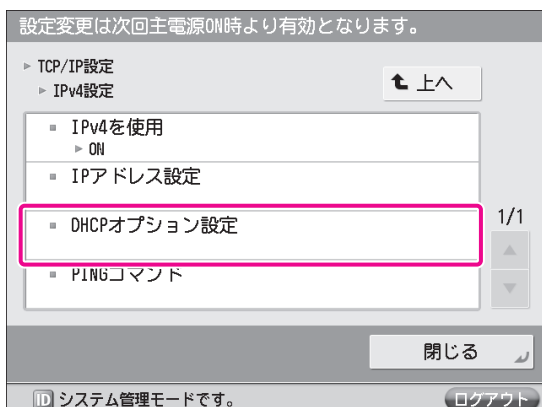 設定変更は次回主電源ON時より有効となります。
▷ TCP/IP設定
▷ IPv4設定
上へ
IPv4を使用
▷ ON
IPアドレス設定
DHCPオプション設定
1/1
PINGコマンド
閉じる
ID システム管理モードです。
ログアウト